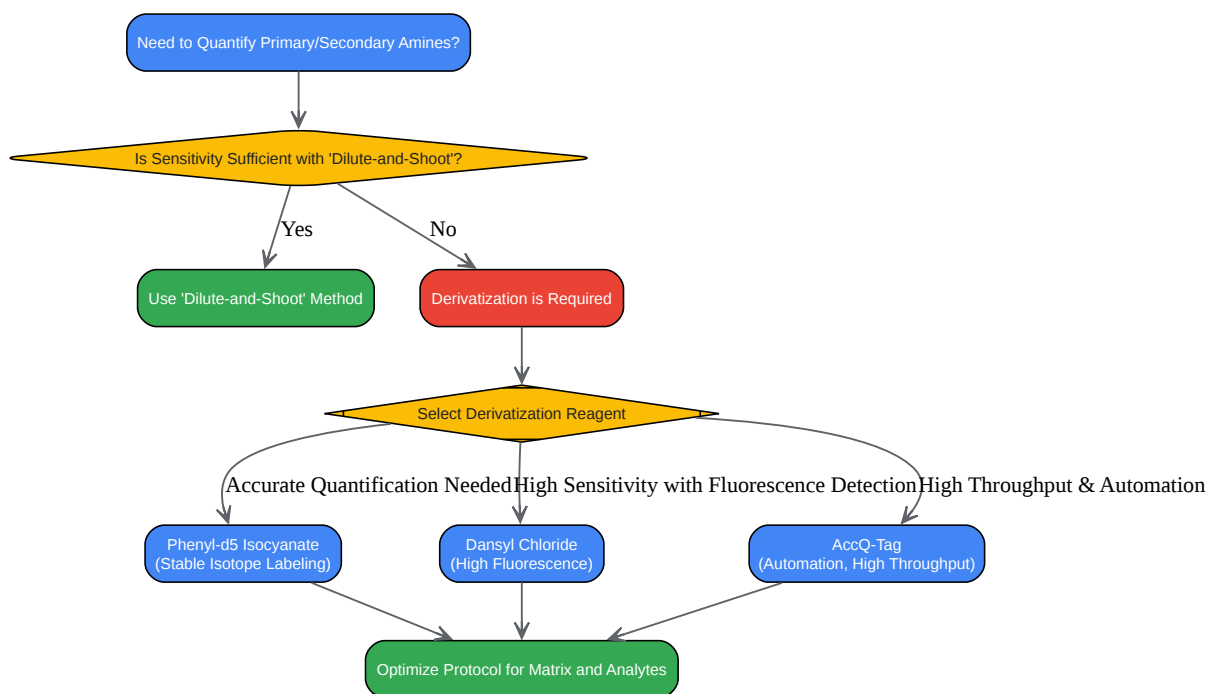 Need to Quantify Primary/Secondary Amines?
Is Sensitivity Sufficient with 'Dilute-and-Shoot'?
Yes
No
Use 'Dilute-and-Shoot' Method
Derivatization is Required
Select Derivatization Reagent
Accurate Quantification Needed
High Sensitivity with Fluorescence Detection
High Throughput & Automation
Phenyl-d5 Isocyanate
(Stable Isotope Labeling)
Dansyl Chloride
(High Fluorescence)
AccQ-Tag
(Automation, High Throughput)
Optimize Protocol for Matrix and Analytes